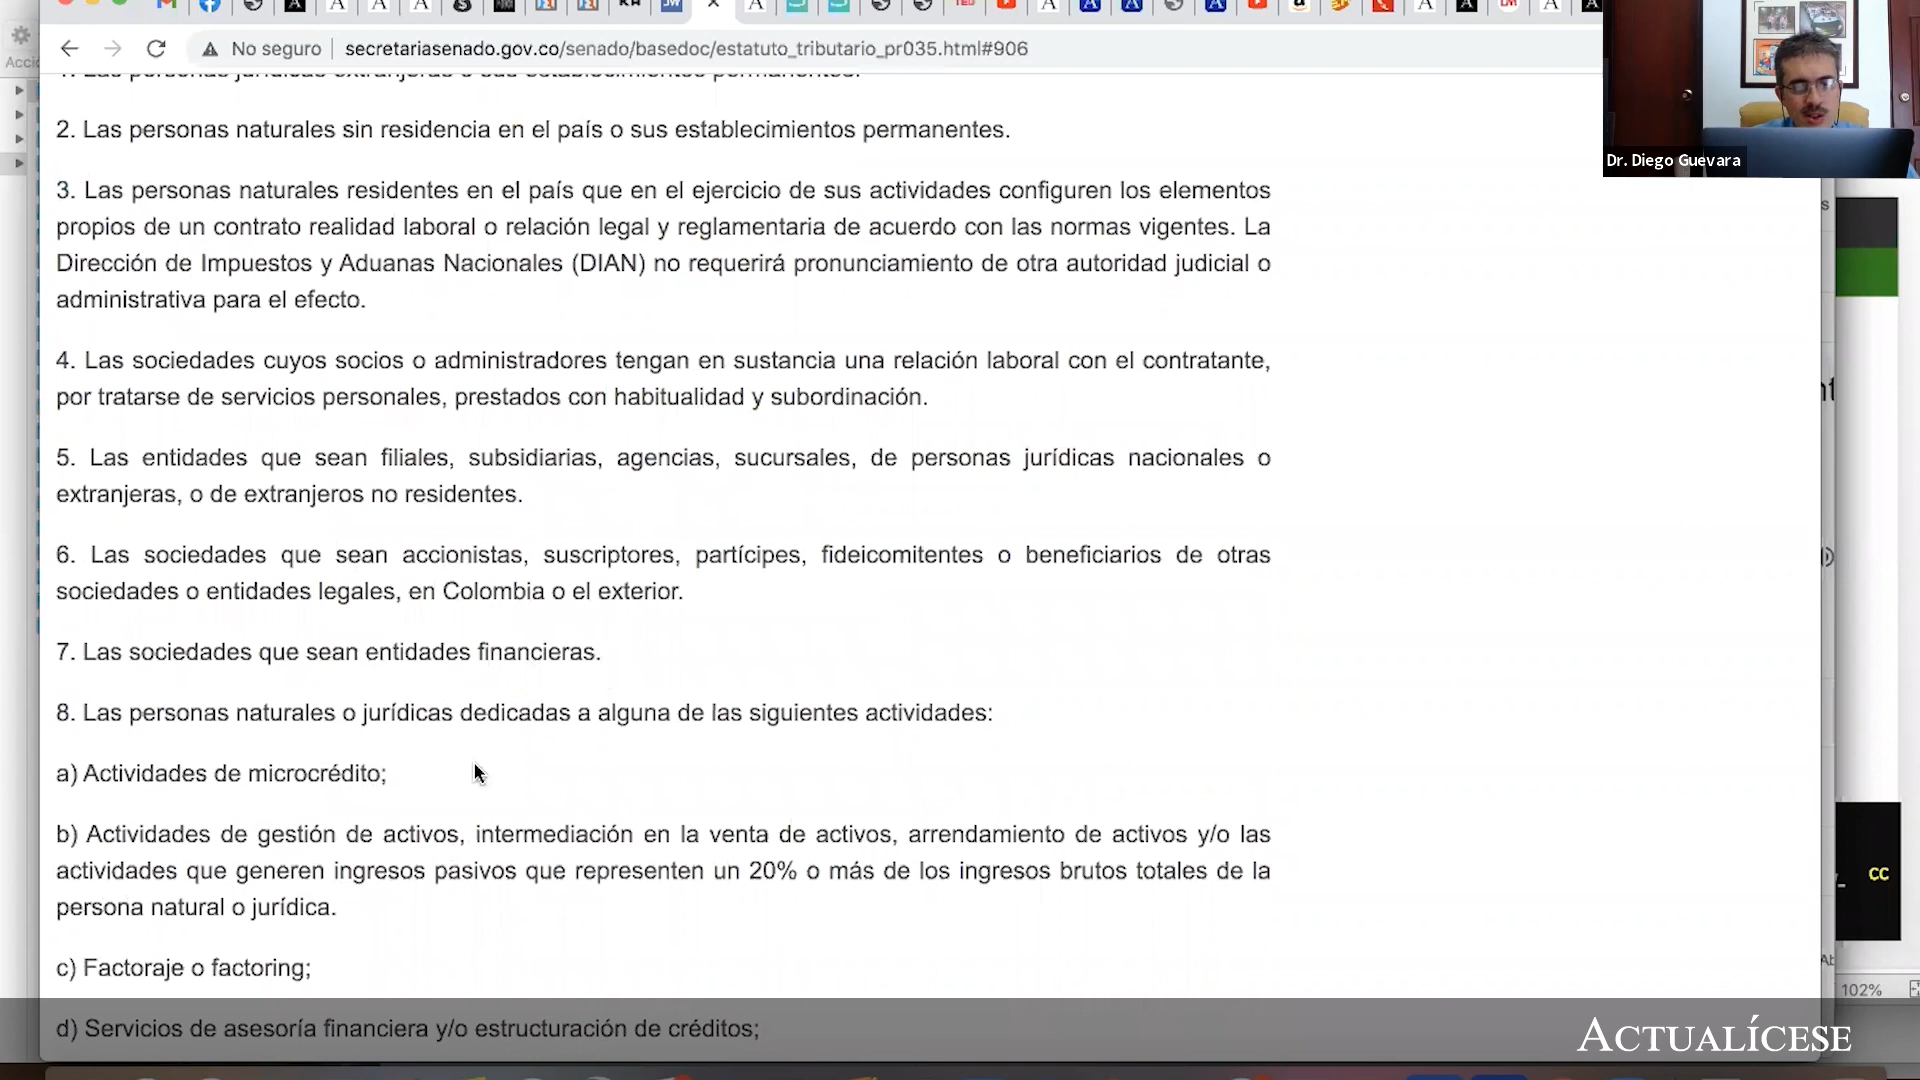 No seguro | secretariasenado.gov.co/senado/basedoc/estatuto_tributario_pr035.html#906
1. Las personas jurídicas extranjeras o sus establecimientos permanentes.
2. Las personas naturales sin residencia en el país o sus establecimientos permanentes.
3. Las personas naturales residentes en el país que en el ejercicio de sus actividades configuren los elementos
propios de un contrato realidad laboral o relación legal y reglamentaria de acuerdo con las normas vigentes. La
Dirección de Impuestos y Aduanas Nacionales (DIAN) no requerirá pronunciamiento de otra autoridad judicial o
administrativa para el efecto.
4. Las sociedades cuyos socios o administradores tengan en sustancia una relación laboral con el contratante,
por tratarse de servicios personales, prestados con habitualidad y subordinación.
5. Las entidades que sean filiales, subsidiarias, agencias, sucursales, de personas jurídicas nacionales o
extranjeras, o de extranjeros no residentes.
6. Las sociedades que sean accionistas, suscriptores, partícipes, fideicomitentes o beneficiarios de otras
sociedades o entidades legales, en Colombia o el exterior.
7. Las sociedades que sean entidades financieras.
8. Las personas naturales o jurídicas dedicadas a alguna de las siguientes actividades:
a) Actividades de microcrédito;
b) Actividades de gestión de activos, intermediación en la venta de activos, arrendamiento de activos y/o las
actividades que generen ingresos pasivos que representen un 20% o más de los ingresos brutos totales de la
persona natural o jurídica.
c) Factoraje o factoring;
d) Servicios de asesoría financiera y/o estructuración de créditos;
Dr. Diego Guevara
CC
102%
ACTUALÍCESE